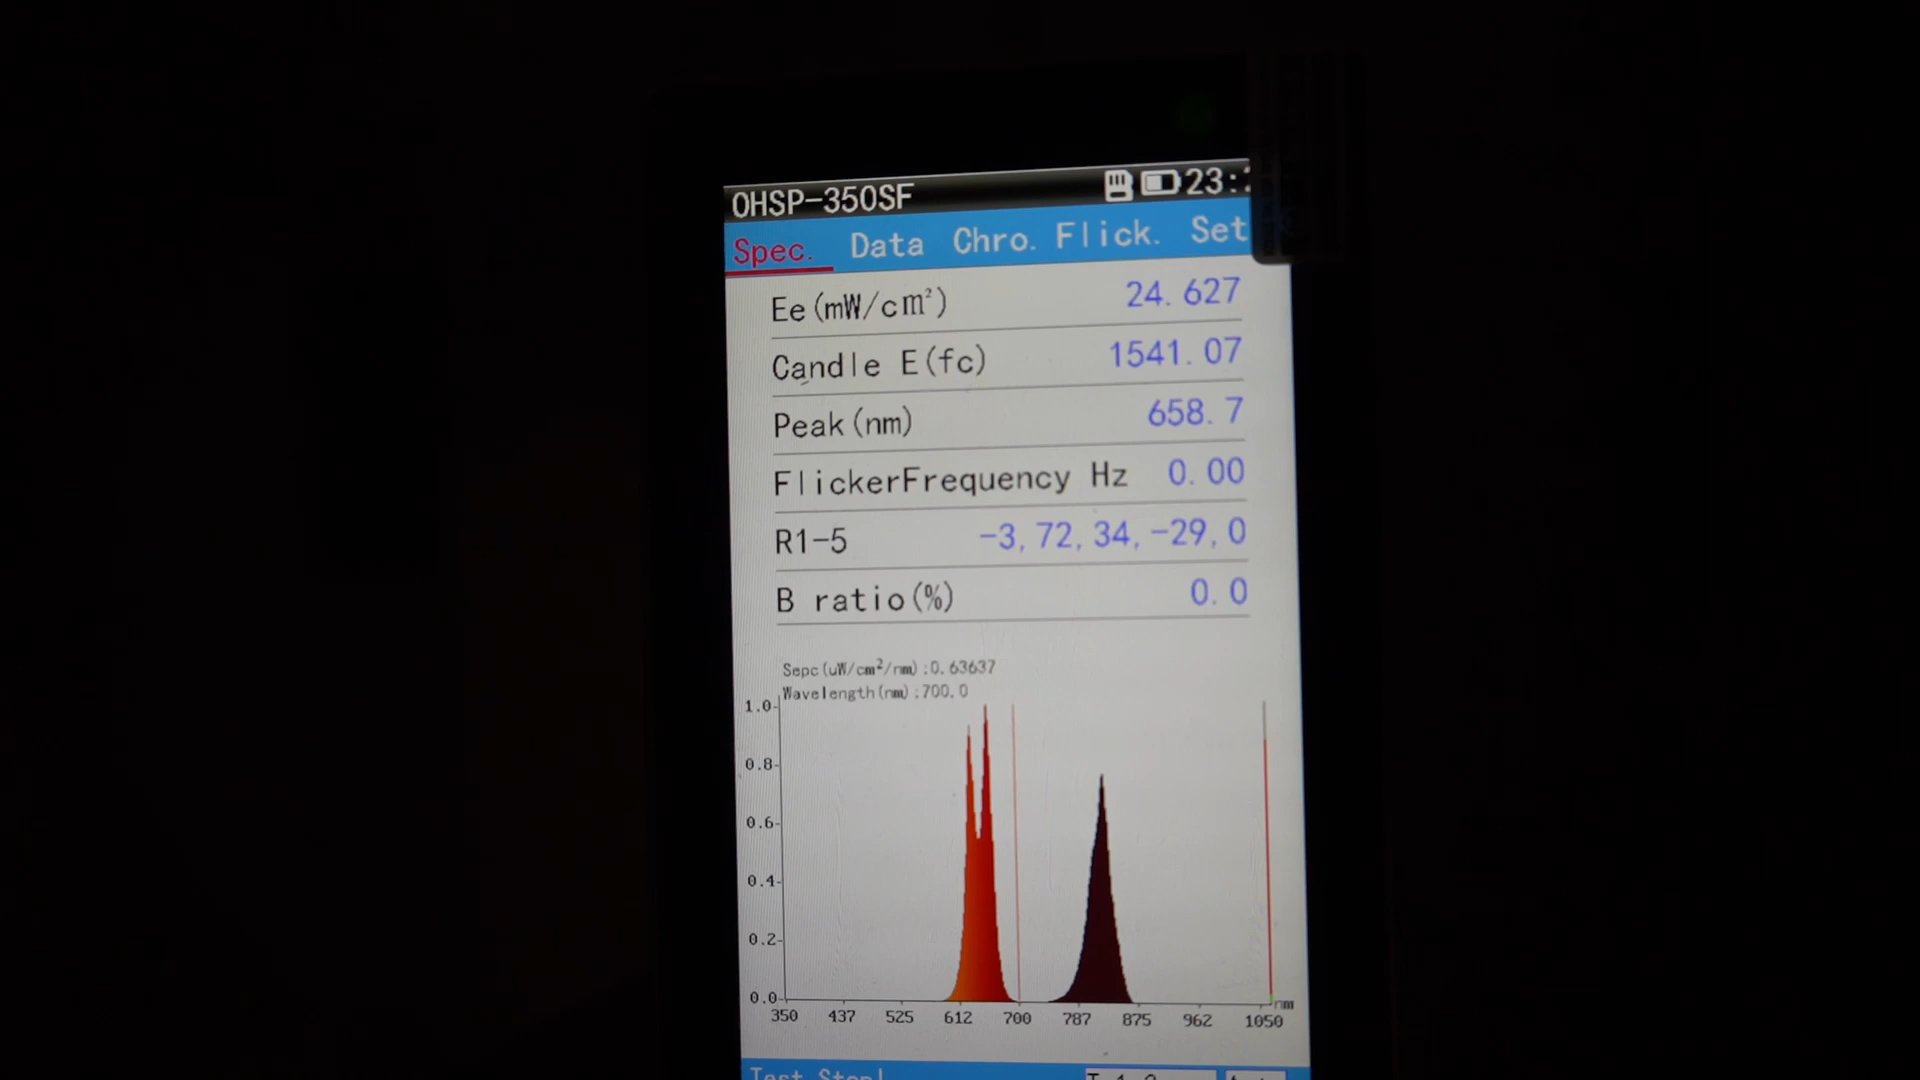 OHSP-350SF 23:
Spec. Data Chro. Flick. Set
Ee(mW/cm²) 24.627
Candle E(fc) 1541.07
Peak(nm) 658.7
FlickerFrequency Hz 0.00
R1-5 -3, 72, 34, -29, 0
B ratio(%) 0.0
Sepc(uW/cm²/nm):0.63637
Wavelength(nm):700.0
1.0
0.8
0.6
0.4
0.2
0.0
nm
350 437 525 612 700 787 875 962 1050
Test Stop!